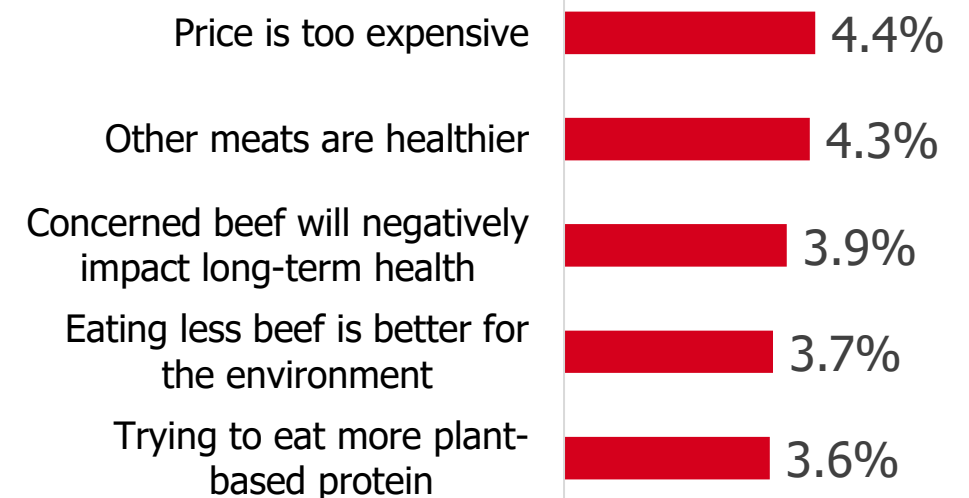 Price is too expensive 4.4%
Other meats are healthier 4.3%
Concerned beef will negatively
impact long-term health 3.9%
Eating less beef is better for
the environment 3.7%
Trying to eat more plant-
based protein 3.6%